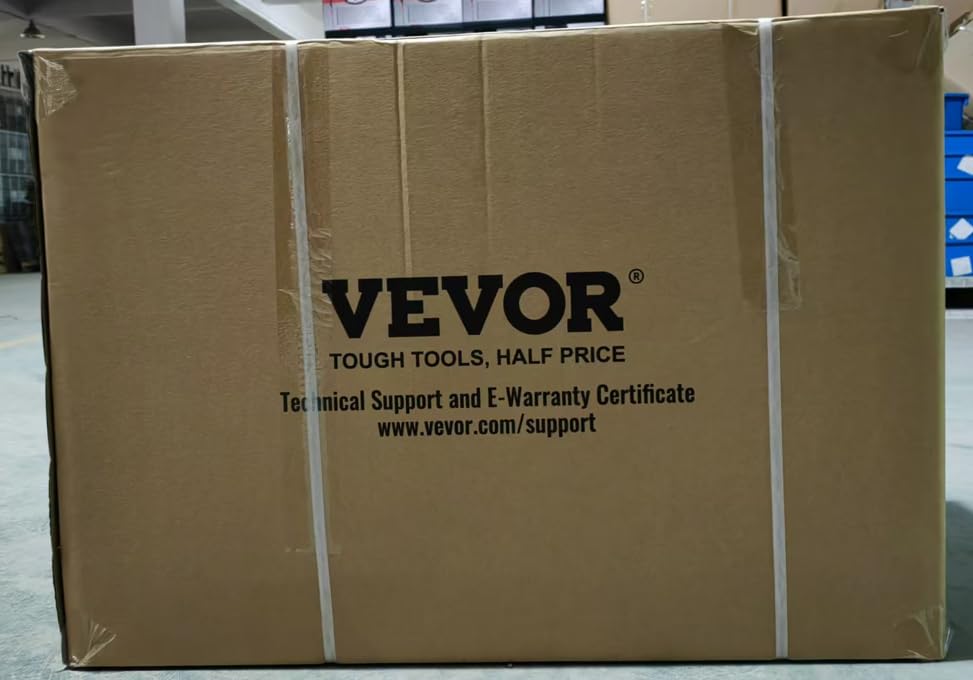 VEVOR®
TOUGH TOOLS, HALF PRICE
Technical Support and E-Warranty Certificate
www.vevor.com/support